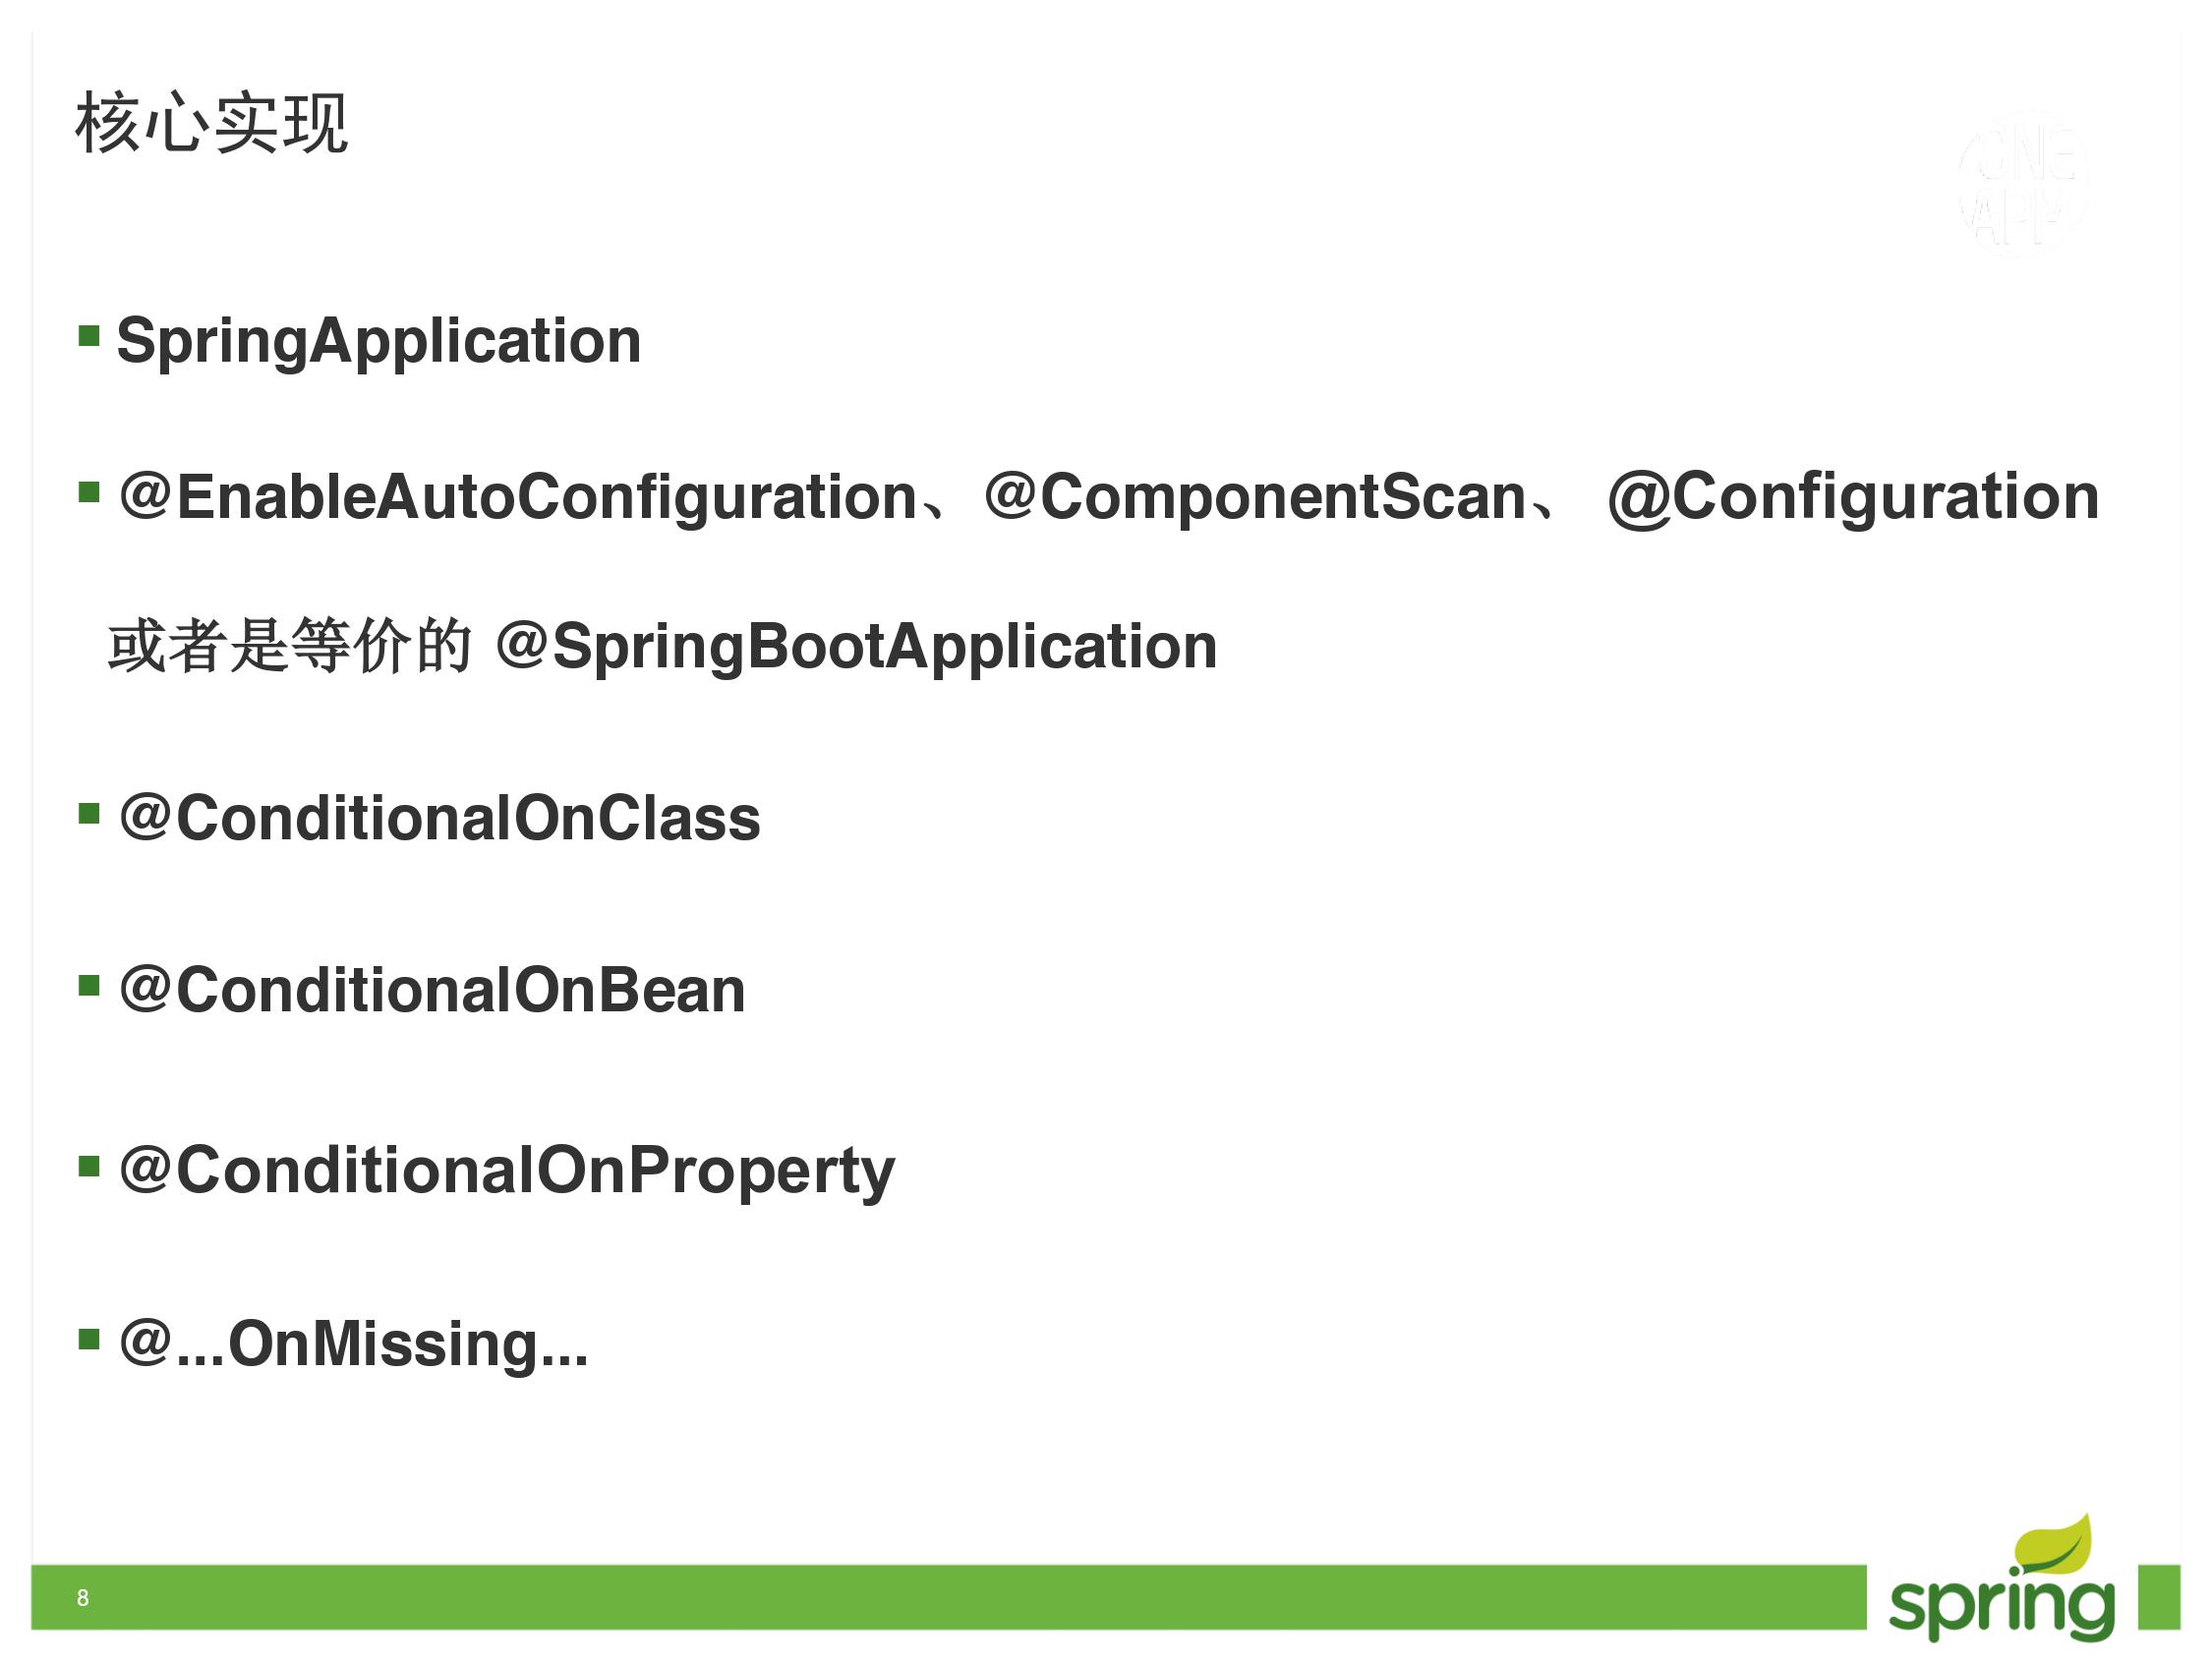 核心实现
ONE
APM
SpringApplication
@EnableAutoConfiguration、@ComponentScan、 @Configuration
或者是等价的 @SpringBootApplication
@ConditionalOnClass
@ConditionalOnBean
@ConditionalOnProperty
@...OnMissing...
8
spring